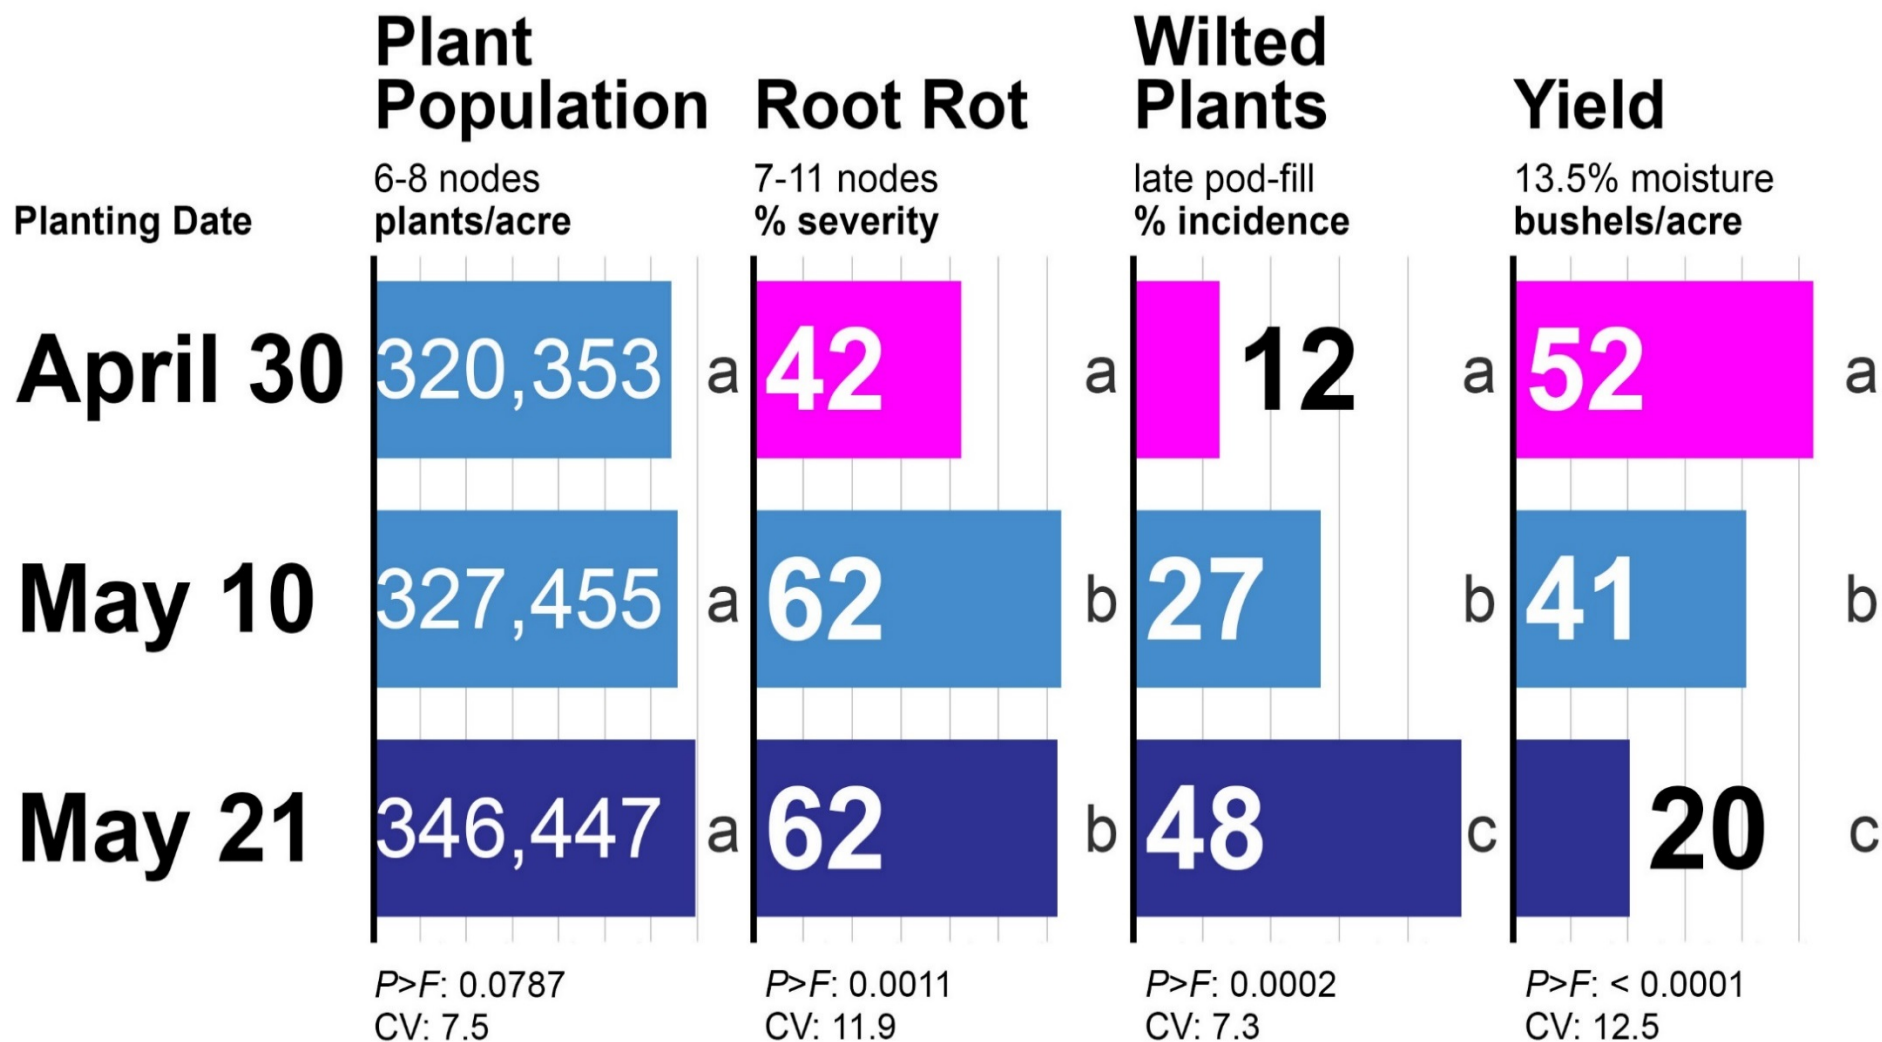 Plant
Population
Root Rot
Wilted
Plants
Yield
Planting Date
6-8 nodes
plants/acre
7-11 nodes
% severity
late pod-fill
% incidence
13.5% moisture
bushels/acre
April 30 320,353 a 42 a 12 a 52 a
May 10 327,455 a 62 b 27 b 41 b
May 21 346,447 a 62 b 48 c 20 c
P>F: 0.0787
CV: 7.5
P>F: 0.0011
CV: 11.9
P>F: 0.0002
CV: 7.3
P>F: < 0.0001
CV: 12.5